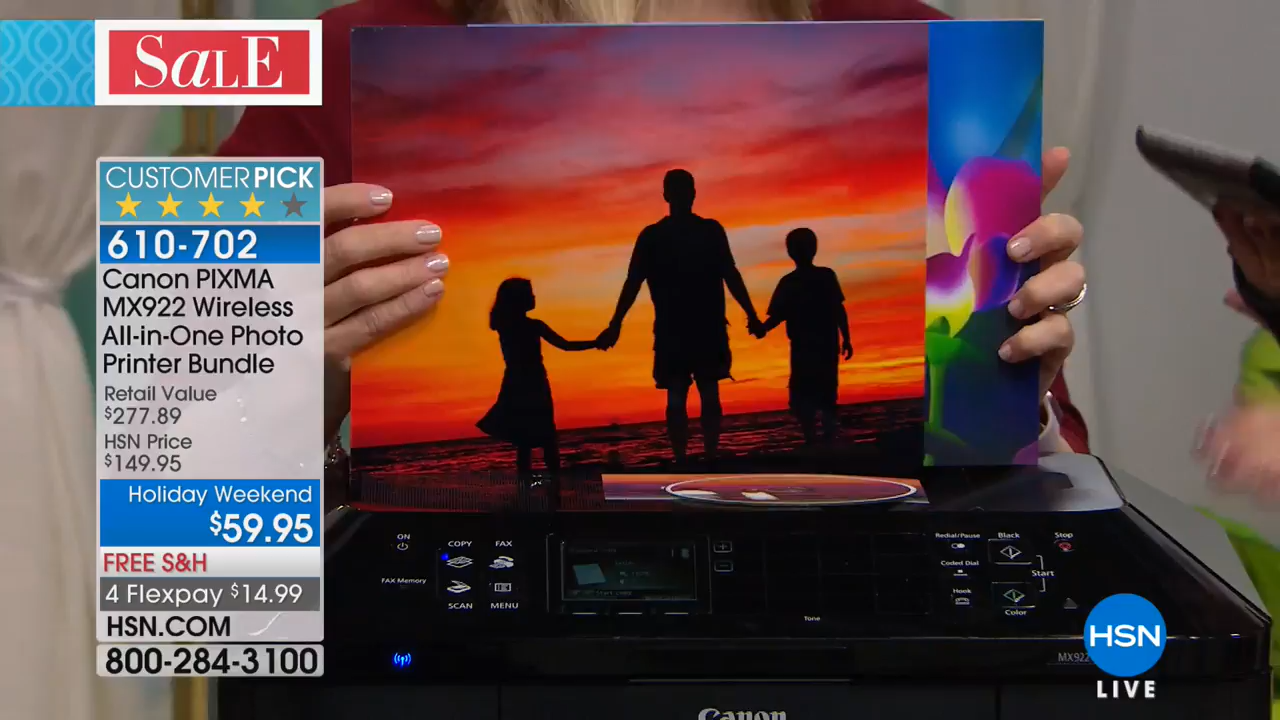 SaLE
CUSTOMERPICK
610-702
Canon PIXMA
MX922 Wireless
All-in-One Photo
Printer Bundle
Retail Value
$277.89
HSN Price
$149.95
Holiday Weekend
$59.95
FREE S&H
4 Flexpay $14.99
HSN.COM
800-284-3100
ON
COPY
FAX
FAX Memory
SCAN
MENU
Redial/Pause
Black
Stop
Coded Dial
Start
Hook
Color
Tone
MX922
Canon
HSN
LIVE